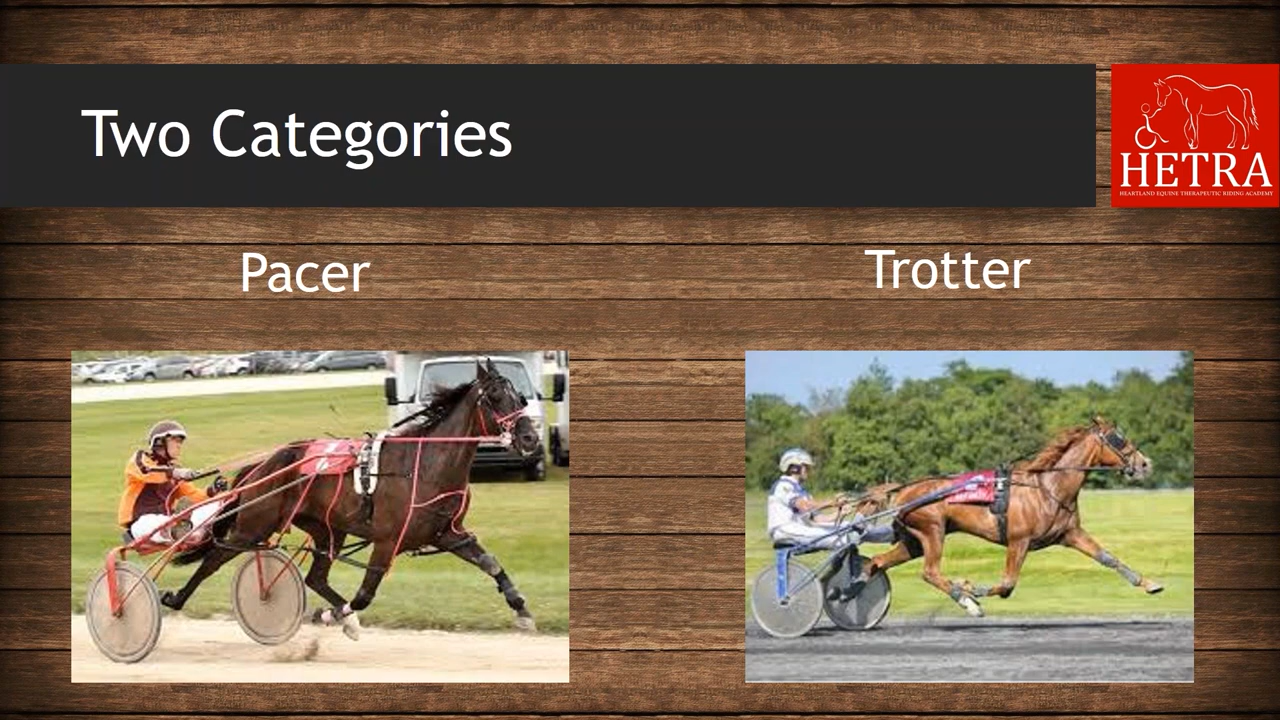 Two Categories
HETRA
HEARTLAND EQUINE THERAPEUTIC RIDING ACADEMY
Pacer
Trotter